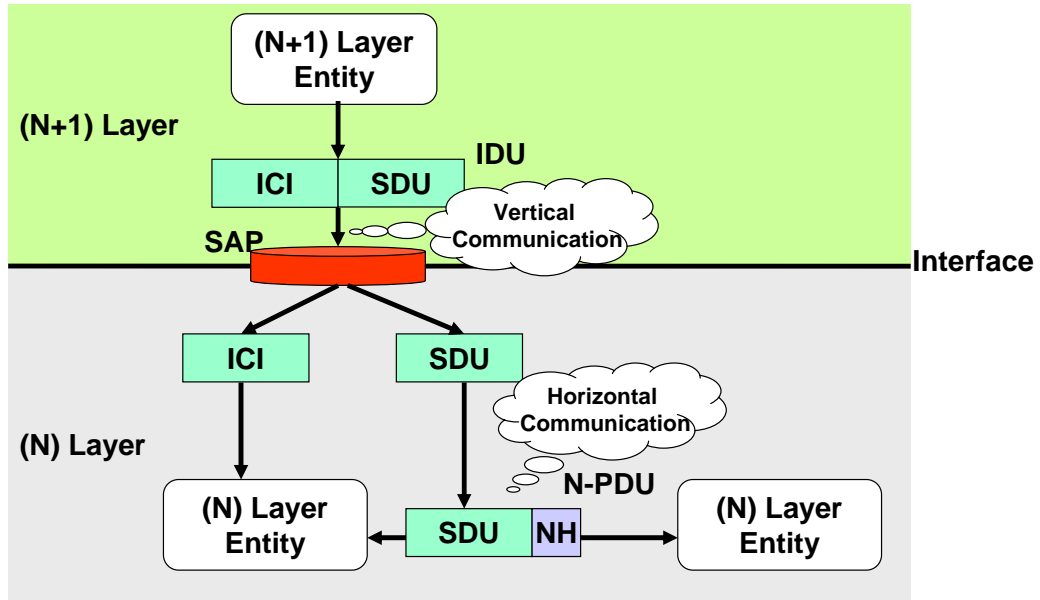 (N+1) Layer
Entity
(N+1) Layer
IDU
ICI
SDU
Vertical
Communication
SAP
Interface
ICI
SDU
Horizontal
Communication
(N) Layer
N-PDU
(N) Layer
Entity
SDU
NH
(N) Layer
Entity